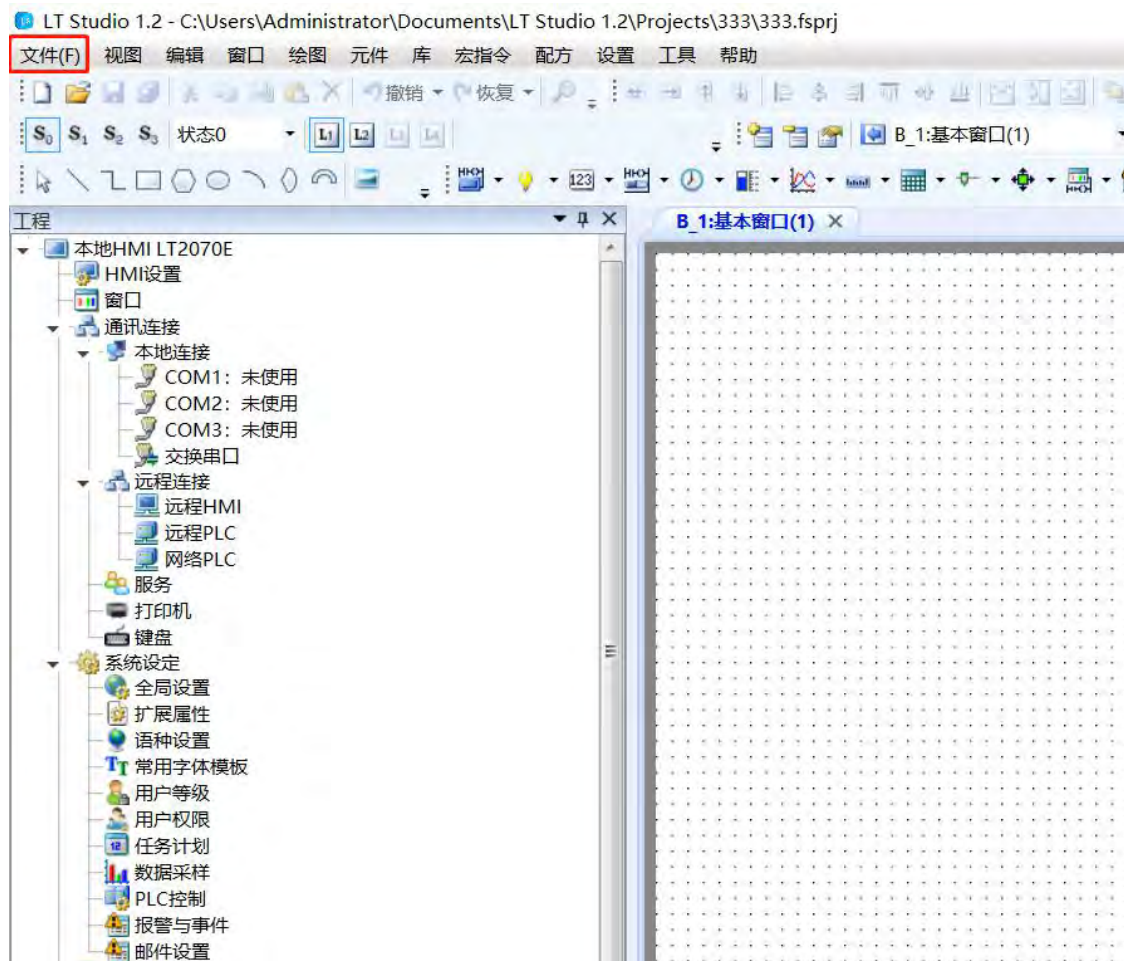 LT Studio 1.2 - C:\Users\Administrator\Documents\LT Studio 1.2\Projects\333\333.fsprj
文件(F) 视图 编辑 窗口 绘图 元件 库 宏指令 配方 设置 工具 帮助
撤销 恢复
S0 S1 S2 S3 状态0 L1 L2 L3 L4 B_1:基本窗口(1)
123
工程 B_1:基本窗口(1)
本地HMI LT2070E
HMI设置
窗口
通讯连接
本地连接
COM1：未使用
COM2：未使用
COM3：未使用
交换串口
远程连接
远程HMI
远程PLC
网络PLC
服务
打印机
键盘
系统设定
全局设置
扩展属性
语种设置
常用字体模板
用户等级
用户权限
任务计划
数据采样
PLC控制
报警与事件
邮件设置